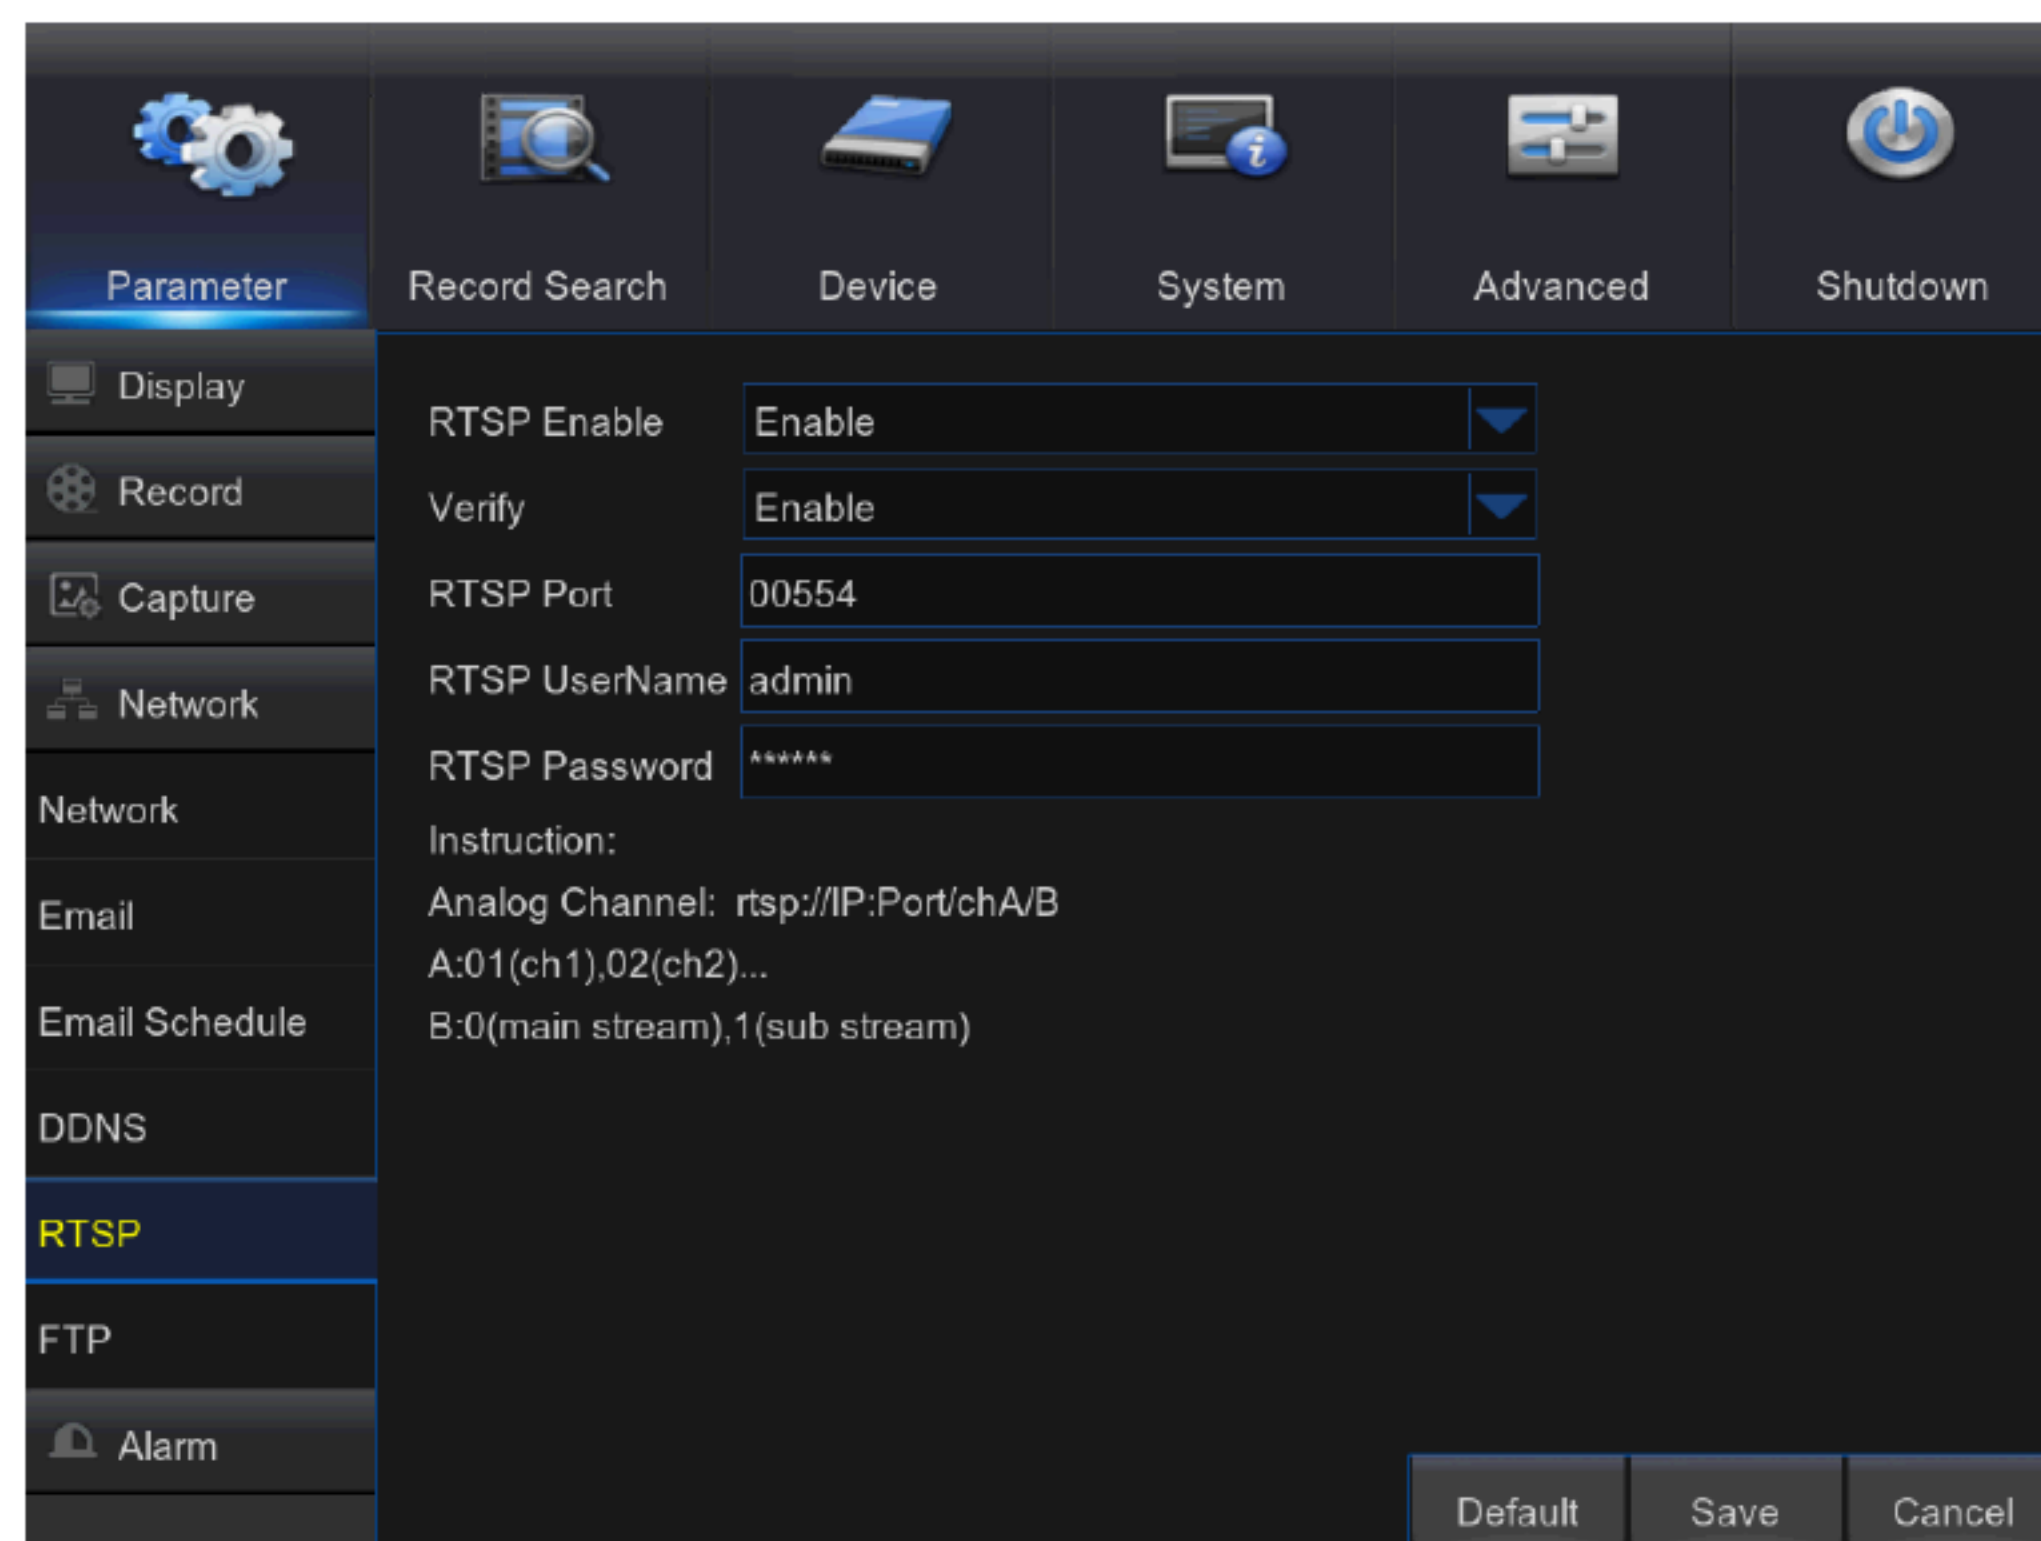 Parameter
Record Search
Device
System
Advanced
Shutdown
Display
Record
Capture
Network
Network
Email
Email Schedule
DDNS
RTSP
FTP
Alarm
RTSP Enable Enable
Verify Enable
RTSP Port 00554
RTSP UserName admin
RTSP Password ******
Instruction:
Analog Channel: rtsp://IP:Port/chA/B
A:01(ch1),02(ch2)...
B:0(main stream),1(sub stream)
Default
Save
Cancel